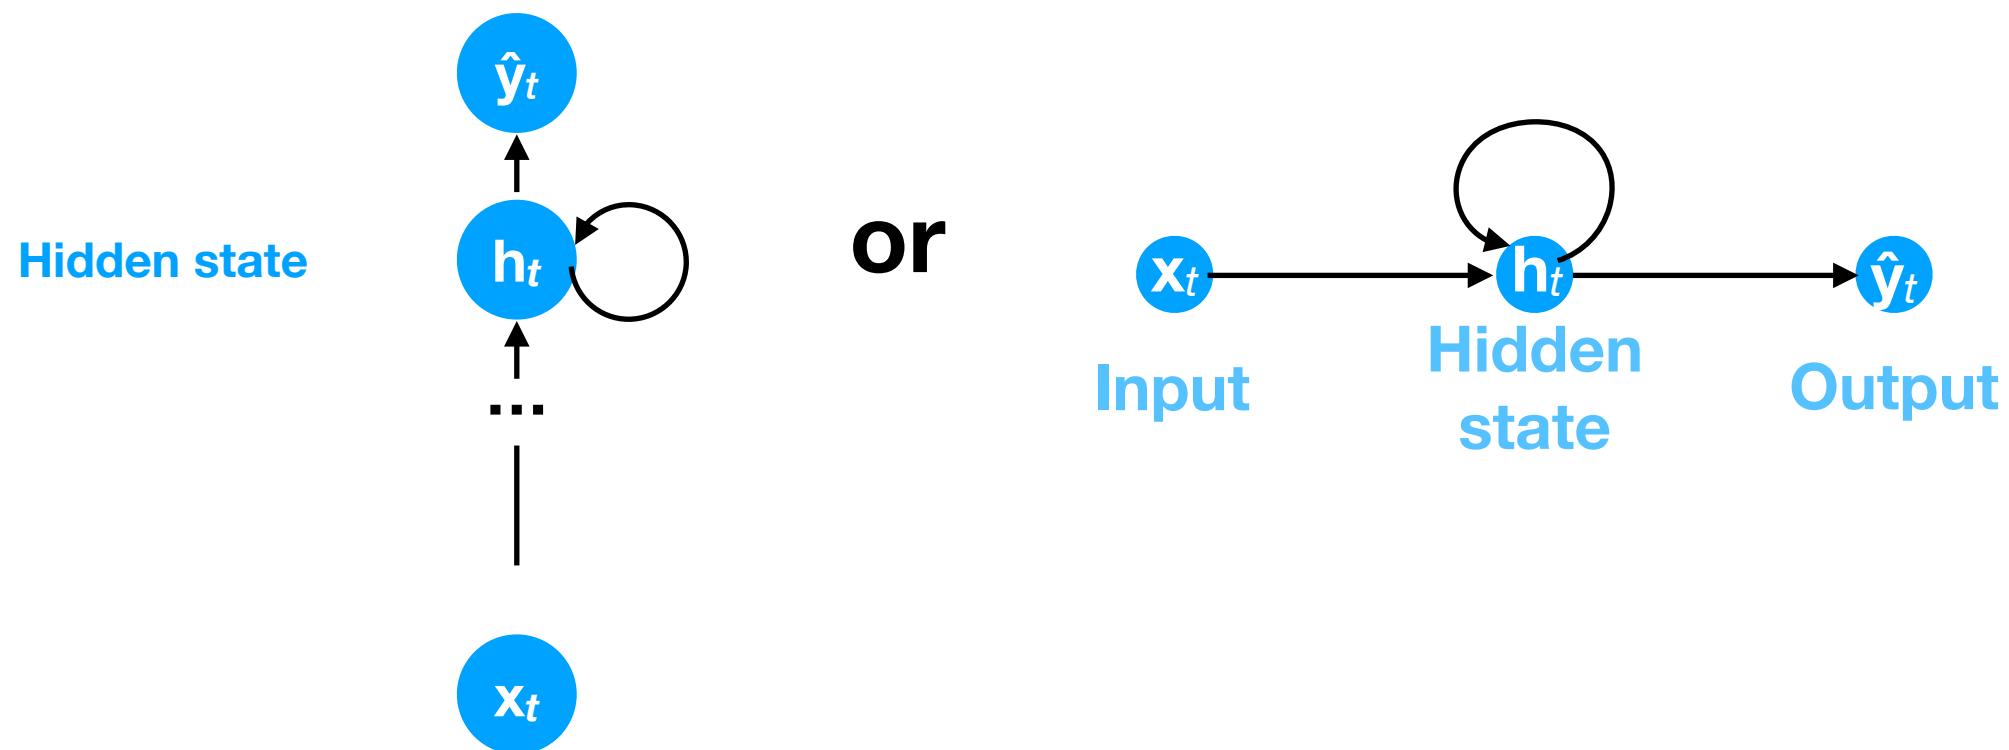 ŷt
Hidden state
ht
...
xt
or
xt
ht
ŷt
Input
Hidden
state
Output